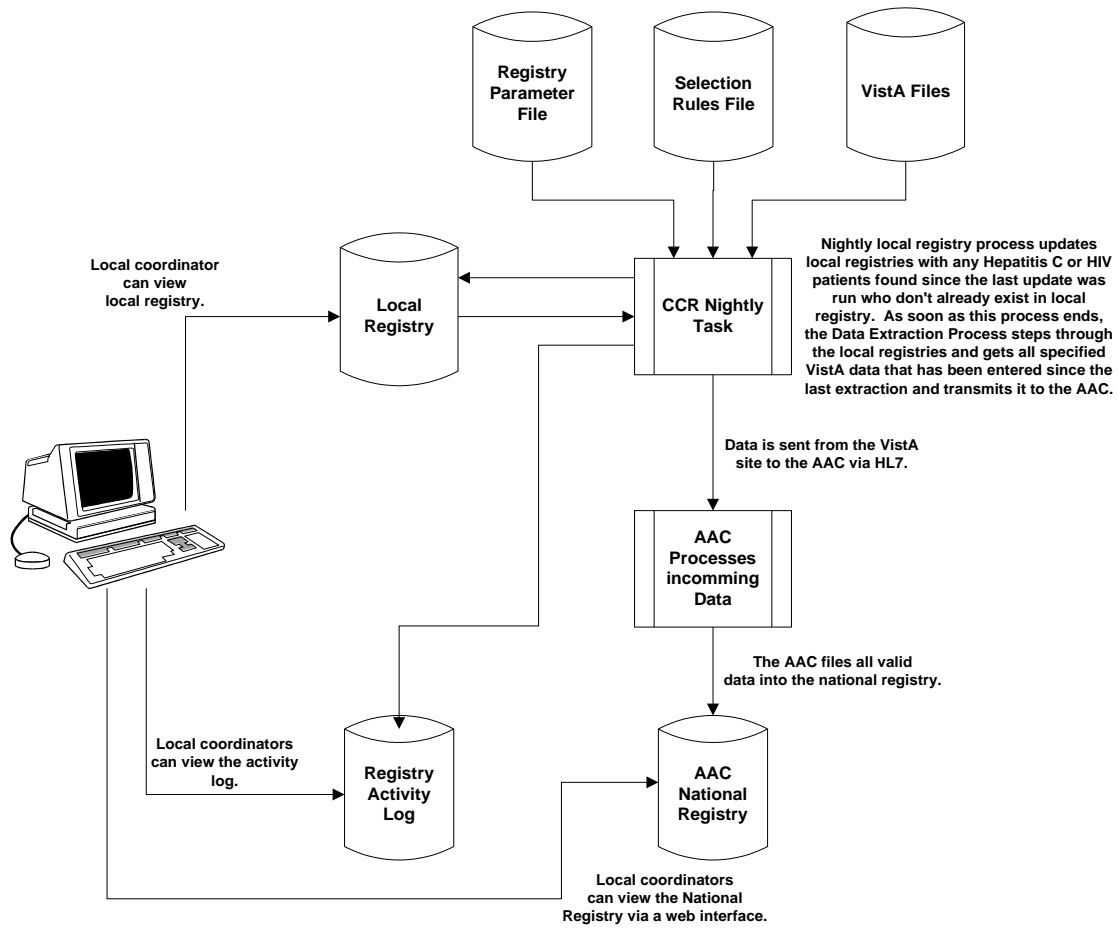 Registry
Parameter
File
Selection
Rules File
VistA Files
Local coordinator
can view
local registry.
Local
Registry
CCR Nightly
Task
Nightly local registry process updates
local registries with any Hepatitis C or HIV
patients found since the last update was
run who don't already exist in local
registry.  As soon as this process ends,
the Data Extraction Process steps through
the local registries and gets all specified
VistA data that has been entered since the
last extraction and transmits it to the AAC.
Data is sent from the VistA
site to the AAC via HL7.
AAC
Processes
incomming
Data
The AAC files all valid
data into the national registry.
Local coordinators
can view the activity
log.
Registry
Activity
Log
AAC
National
Registry
Local coordinators
can view the National
Registry via a web interface.